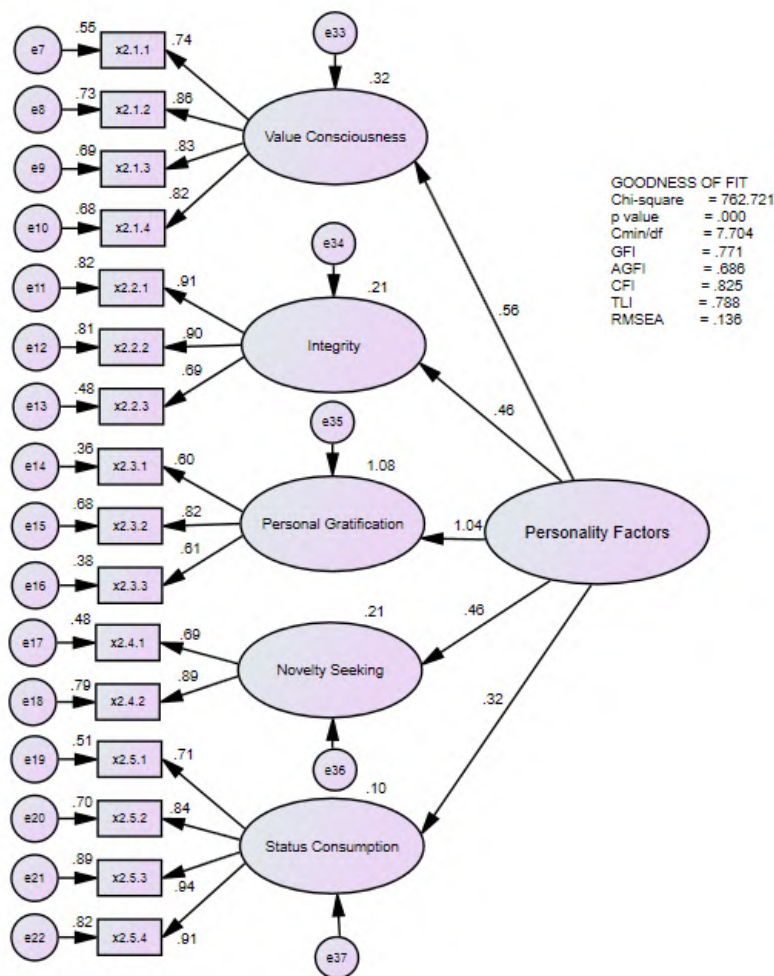 e33
.55
e7
x2.1.1
.74
.32
.73
e8
x2.1.2
.86
Value Consciousness
.69
e9
x2.1.3
.83
.68
e10
x2.1.4
.82
GOODNESS OF FIT
Chi-square = 762.721
p value = .000
Cmin/df = 7.704
GFI = .771
AGFI = .686
CFI = .825
TLI = .788
RMSEA = .136
e34
.82
e11
x2.2.1
.91
.21
.56
.81
e12
x2.2.2
.90
Integrity
.48
e13
x2.2.3
.69
.46
e35
.36
e14
x2.3.1
.60
1.08
.68
e15
x2.3.2
.82
Personal Gratification
1.04
Personality Factors
.38
e16
x2.3.3
.61
.48
e17
x2.4.1
.69
.21
.46
.79
e18
x2.4.2
.89
Novelty Seeking
.32
e36
.51
e19
x2.5.1
.71
.10
.70
e20
x2.5.2
.84
Status Consumption
.89
e21
x2.5.3
.94
.82
e22
x2.5.4
.91
e37